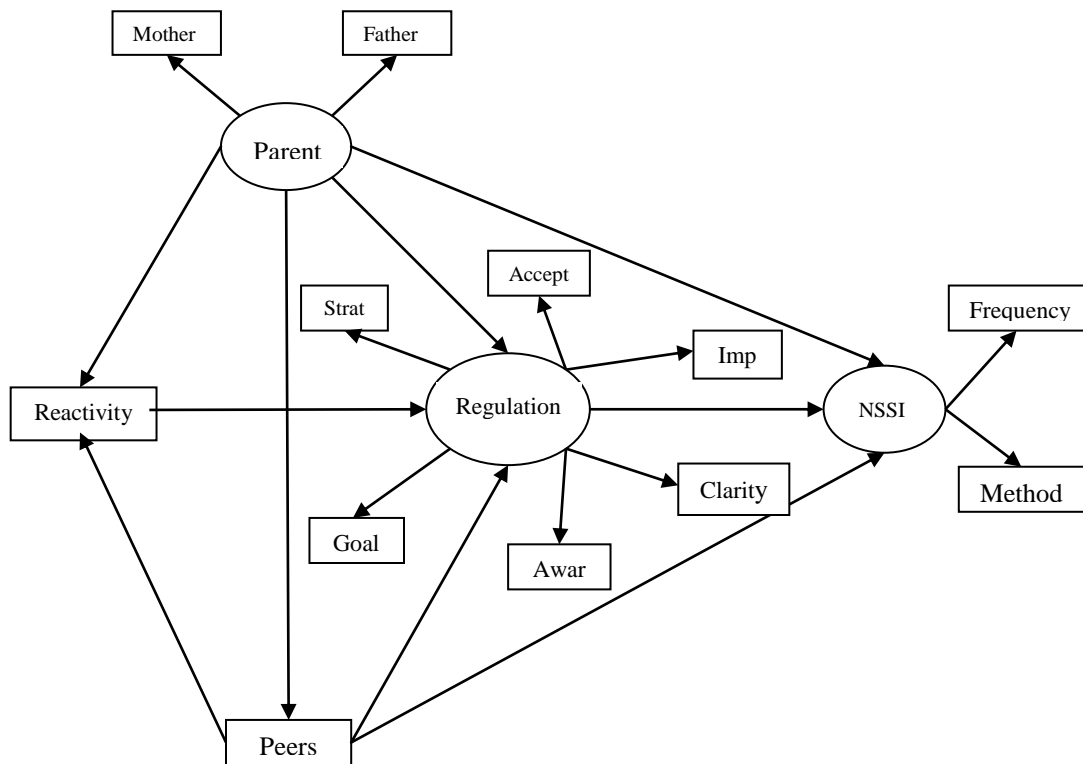 Mother
Father
Parent
Accept
Strat
Frequency
Imp
Reactivity
Regulation
NSSI
Clarity
Method
Goal
Awar
Peers